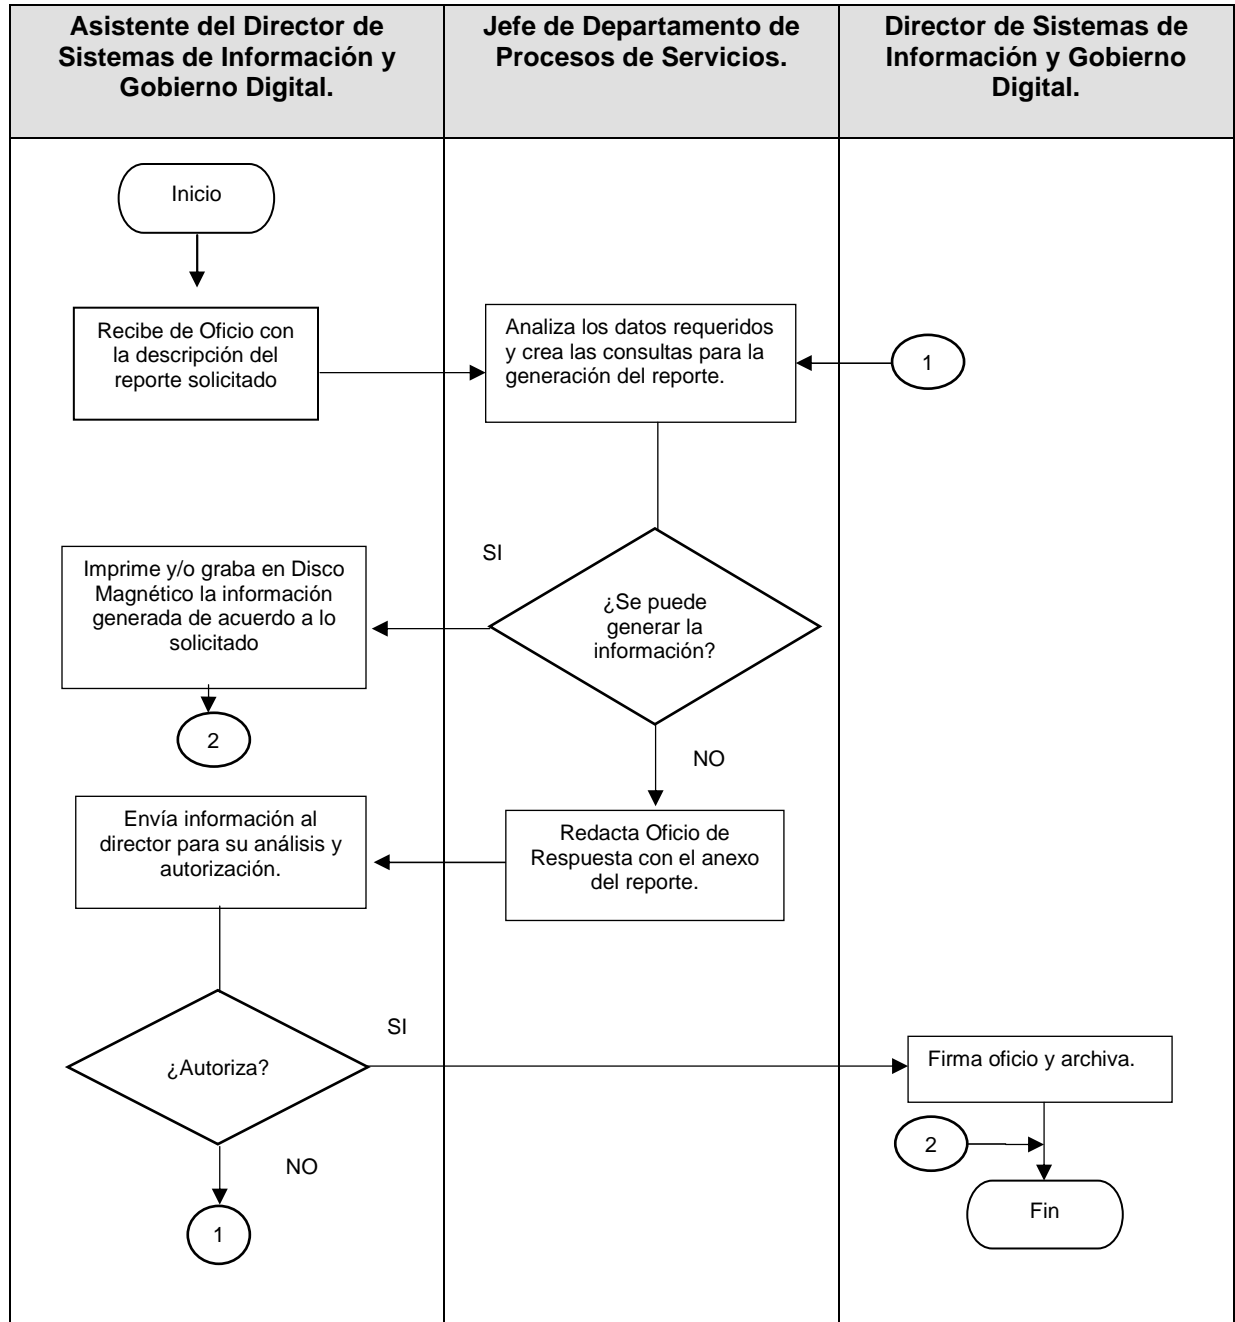 Asistente del Director de
Sistemas de Información y
Gobierno Digital.
Jefe de Departamento de
Procesos de Servicios.
Director de Sistemas de
Información y Gobierno
Digital.
Inicio
Recibe de Oficio con
la descripción del
reporte solicitado
Analiza los datos requeridos
y crea las consultas para la
generación del reporte.
1
SI
Imprime y/o graba en Disco
Magnético la información
generada de acuerdo a lo
solicitado
¿Se puede
generar la
información?
2
NO
Envía información al
director para su análisis y
autorización.
Redacta Oficio de
Respuesta con el anexo
del reporte.
SI
¿Autoriza?
Firma oficio y archiva.
2
NO
1
Fin